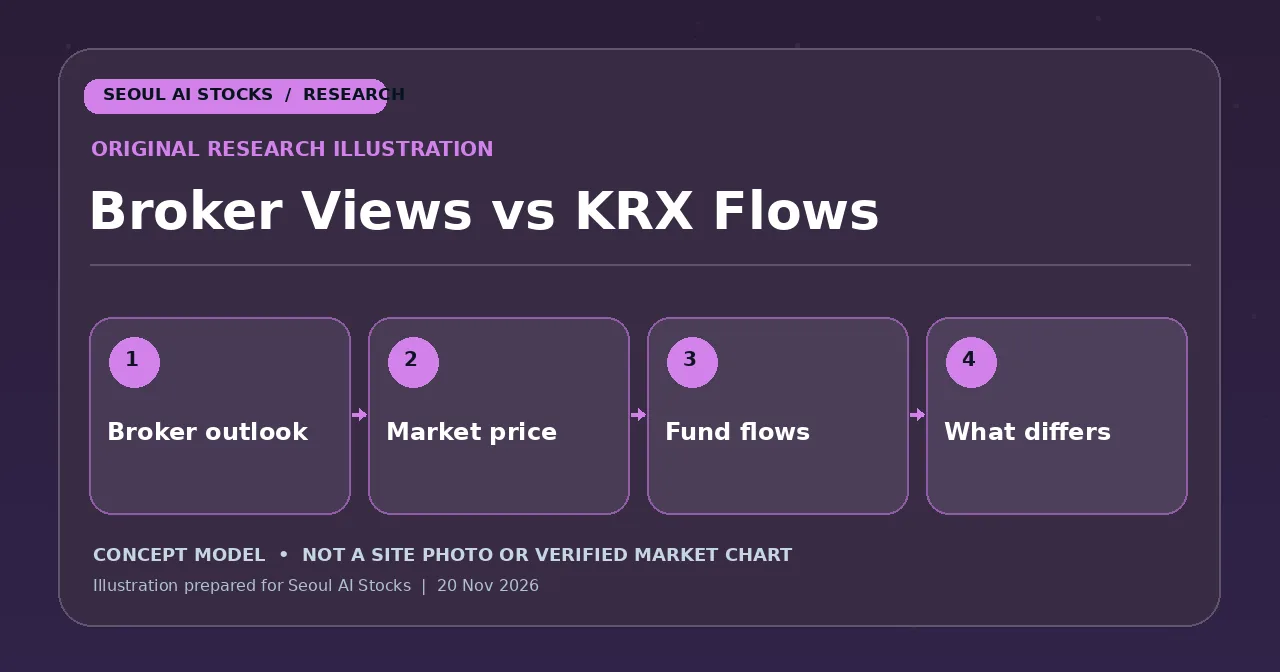 SEOUL AI STOCKS / RESEARCH
ORIGINAL RESEARCH ILLUSTRATION
Broker Views vs KRX Flows
1
Broker outlook
2
Market price
3
Fund flows
4
What differs
CONCEPT MODEL • NOT A SITE PHOTO OR VERIFIED MARKET CHART
Illustration prepared for Seoul AI Stocks | 20 Nov 2026